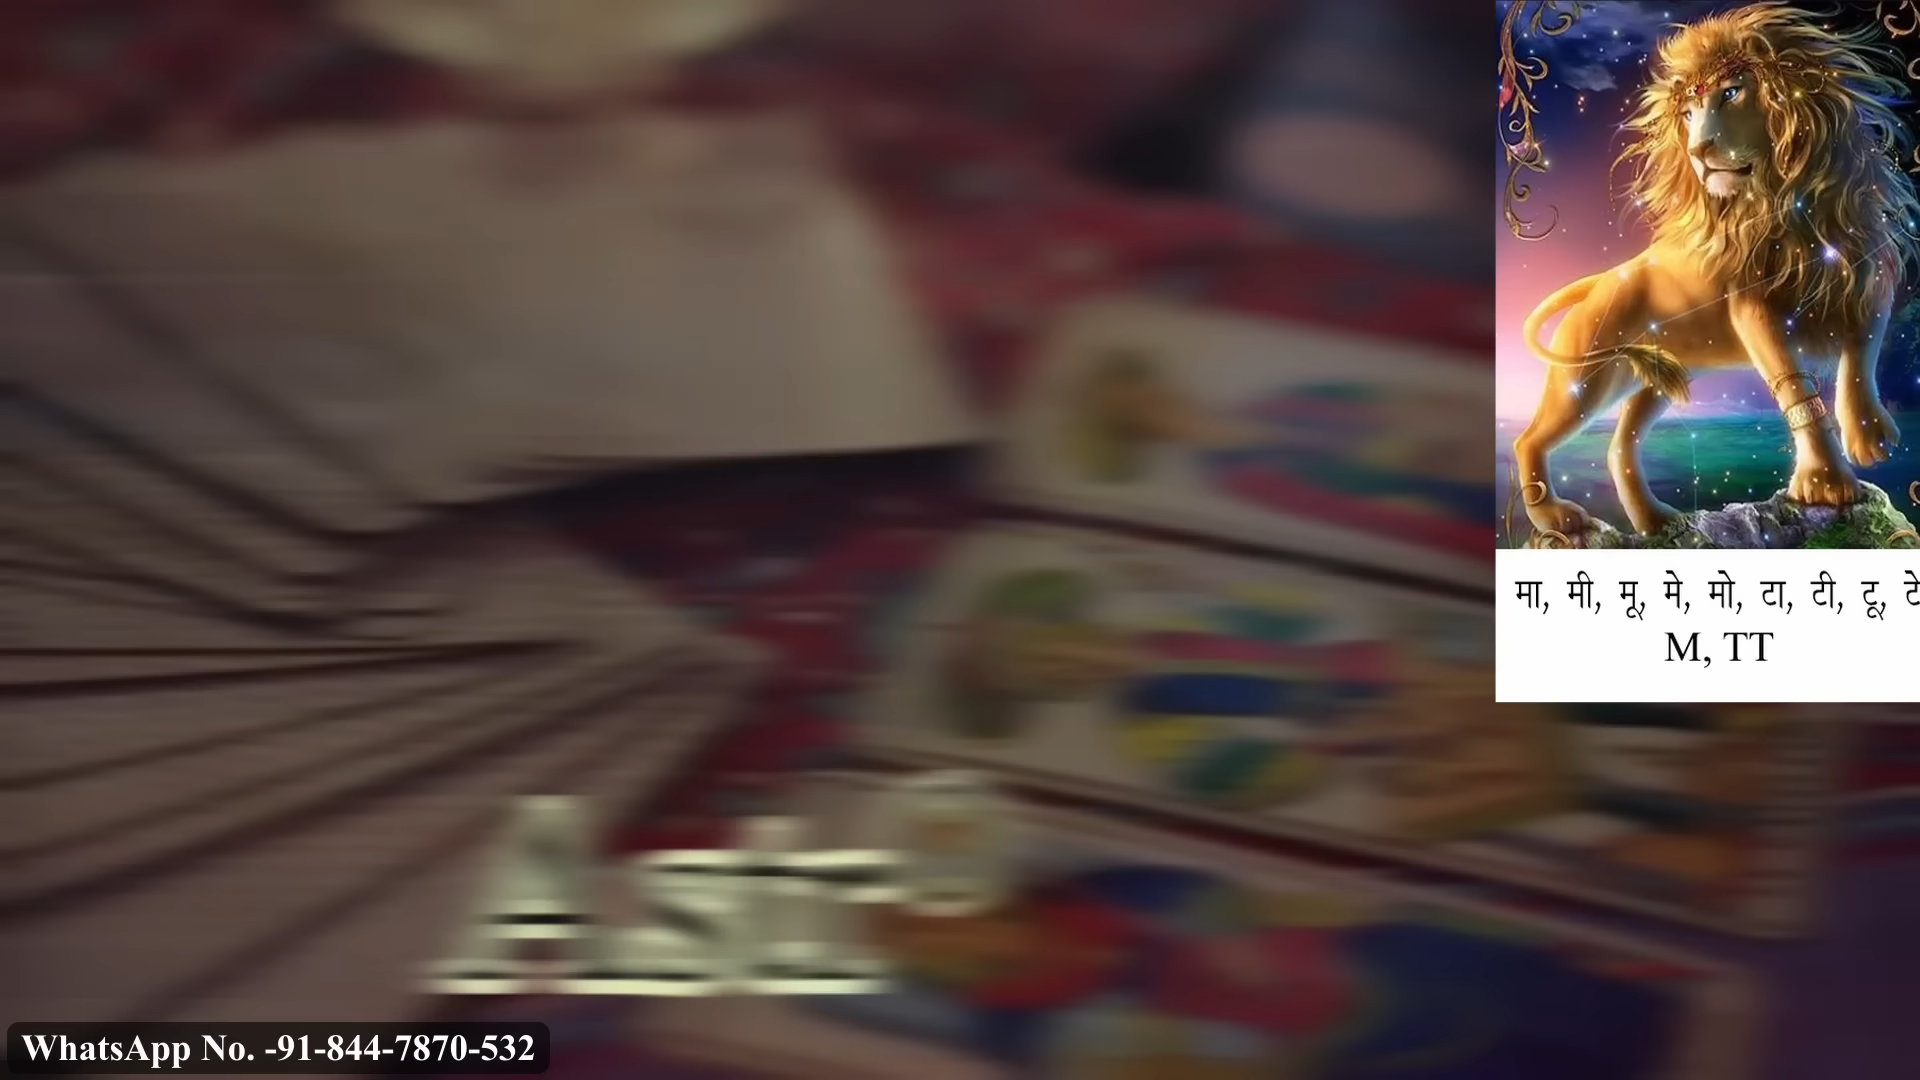 मा, मी, मू, मे, मो, टा, टी, टू, टे
M, TT
WhatsApp No. -91-844-7870-532